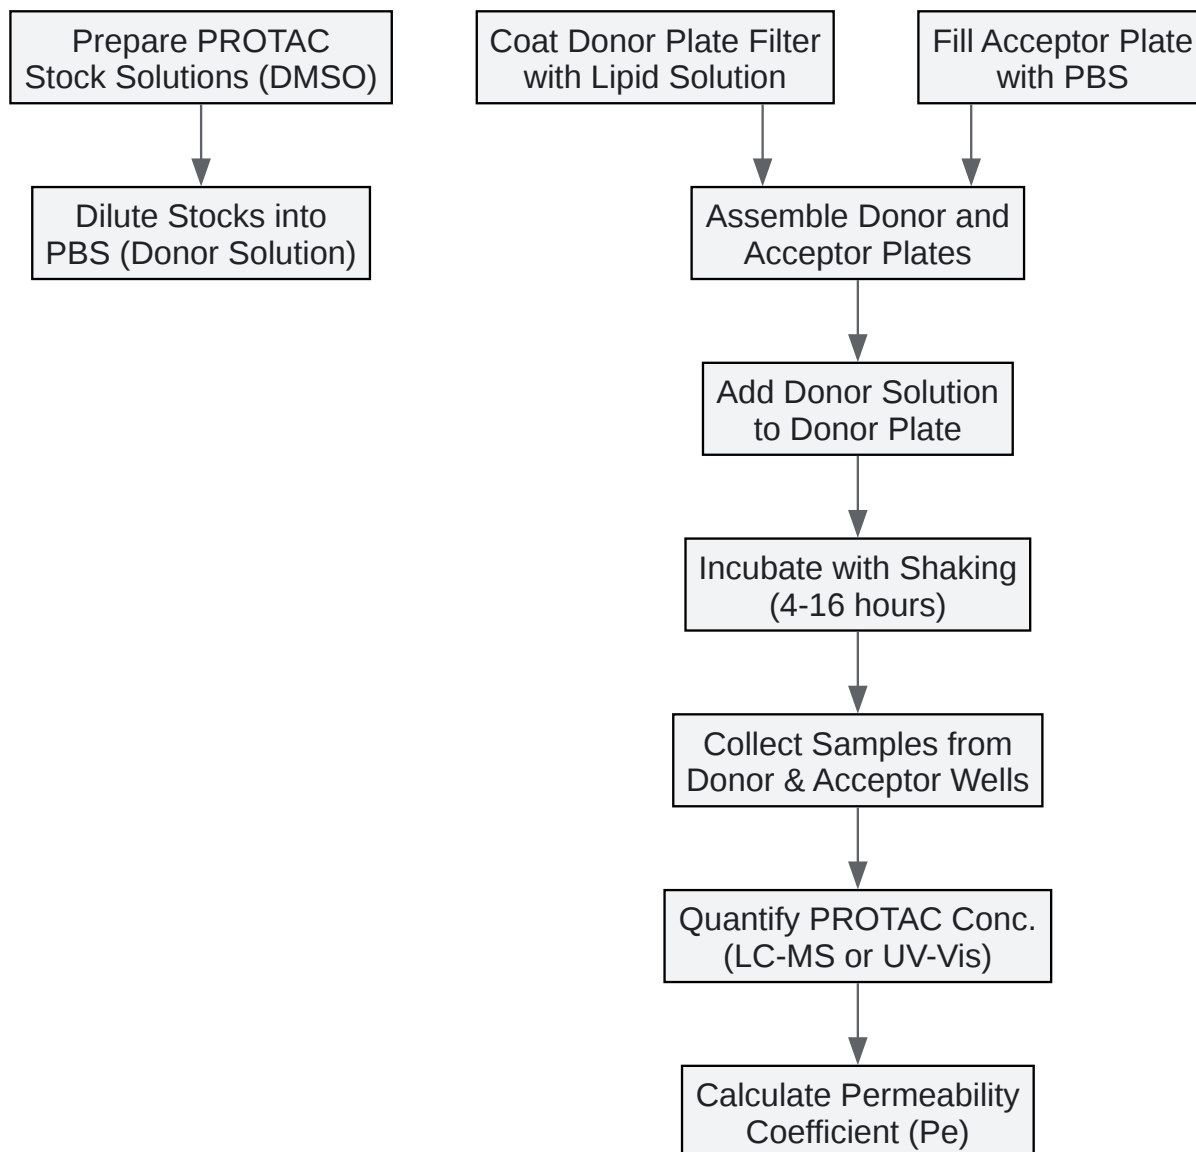 Prepare PROTAC
Stock Solutions (DMSO)
Coat Donor Plate Filter
with Lipid Solution
Fill Acceptor Plate
with PBS
Dilute Stocks into
PBS (Donor Solution)
Assemble Donor and
Acceptor Plates
Add Donor Solution
to Donor Plate
Incubate with Shaking
(4-16 hours)
Collect Samples from
Donor & Acceptor Wells
Quantify PROTAC Conc.
(LC-MS or UV-Vis)
Calculate Permeability
Coefficient (Pe)